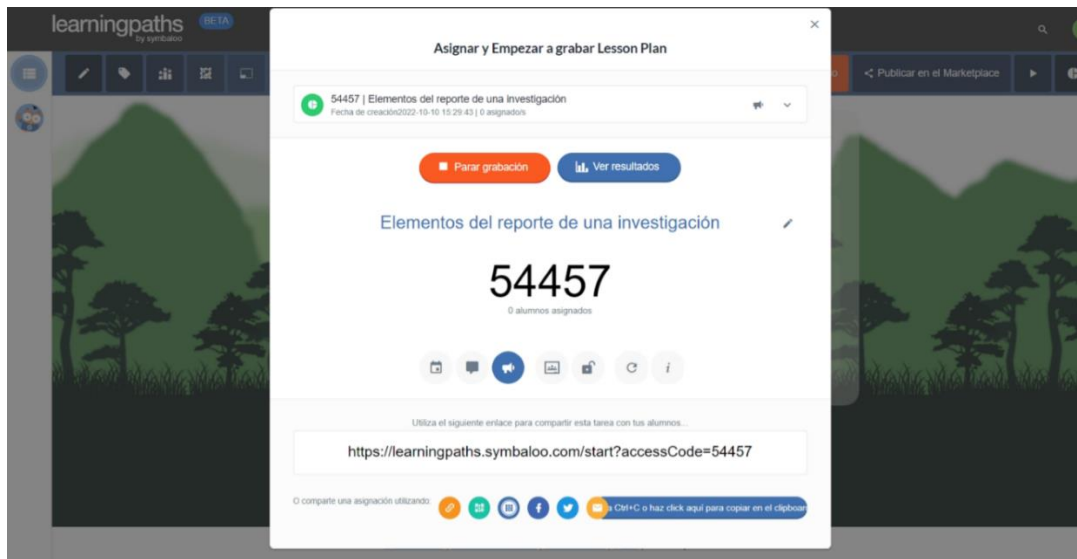 learningpaths BETA
by symbaloo
Asignar y Empezar a grabar Lesson Plan
54457 | Elementos del reporte de una investigación
Fecha de creación2022-10-10 15:29:43 | 0 asignado/s
Parar grabación
Ver resultados
Publicar en el Marketplace
Elementos del reporte de una investigación
54457
0 alumnos asignados
i
Utiliza el siguiente enlace para compartir esta tarea con tus alumnos...
https://learningpaths.symbaloo.com/start?accessCode=54457
O comparte una asignación utilizando:
a Ctrl+C o haz click aquí para copiar en el clipboar